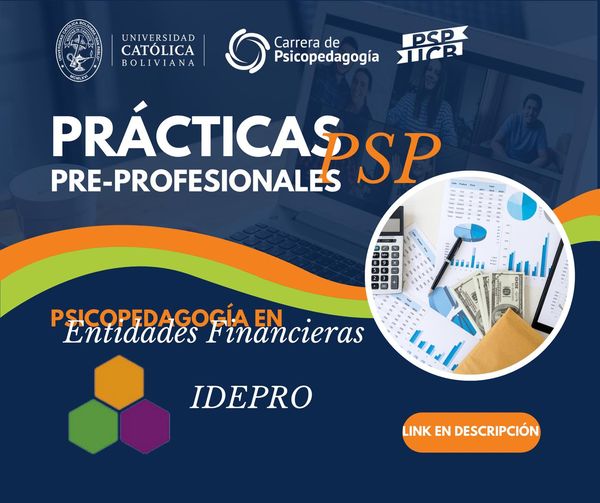 UNIVERSIDAD
CATÓLICA
BOLIVIANA
Carrera de
Psicopedagogía
PSP
UCB
PRÁCTICAS
PSP
PRE-PROFESIONALES
PSICOPEDAGOGÍA EN
Entidades Financieras
IDEPRO
LINK EN DESCRIPCIÓN